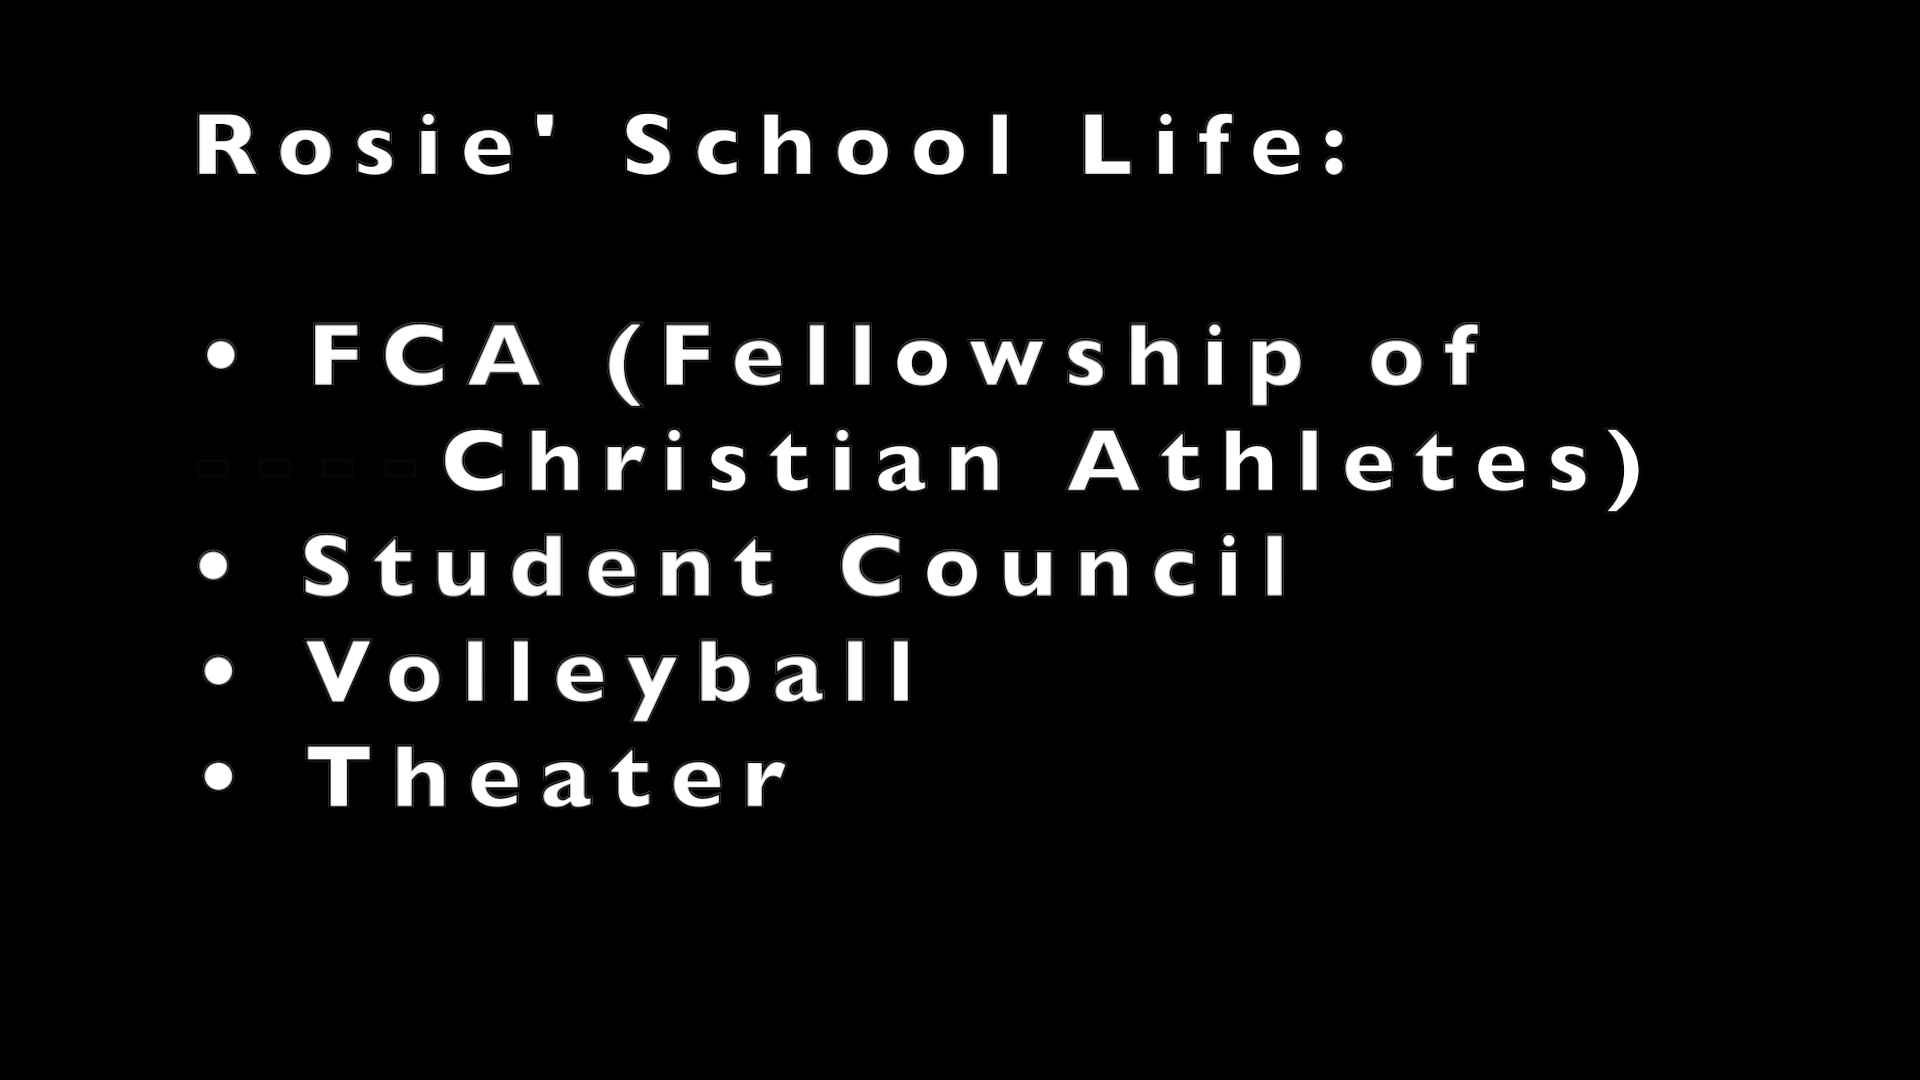 Rosie' School Life:
• FCA (Fellowship of
Christian Athletes)
• Student Council
• Volleyball
• Theater